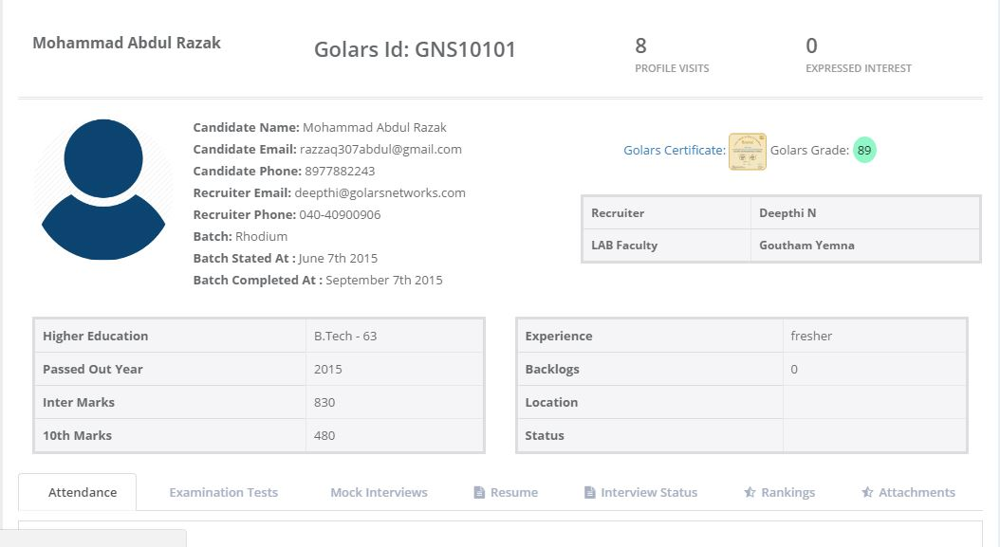 Mohammad Abdul Razak
Golars Id: GNS10101
8
PROFILE VISITS
0
EXPRESSED INTEREST
Candidate Name: Mohammad Abdul Razak
Candidate Email: razzaq307abdul@gmail.com
Candidate Phone: 8977882243
Recruiter Email: deepthi@golarsnetworks.com
Recruiter Phone: 040-40900906
Batch: Rhodium
Batch Stated At : June 7th 2015
Batch Completed At : September 7th 2015
Golars Certificate: Golars Grade: 89
Recruiter Deepthi N
LAB Faculty Goutham Yemna
Higher Education B.Tech - 63
Passed Out Year 2015
Inter Marks 830
10th Marks 480
Experience fresher
Backlogs 0
Location
Status
Attendance Examination Tests Mock Interviews Resume Interview Status Rankings Attachments